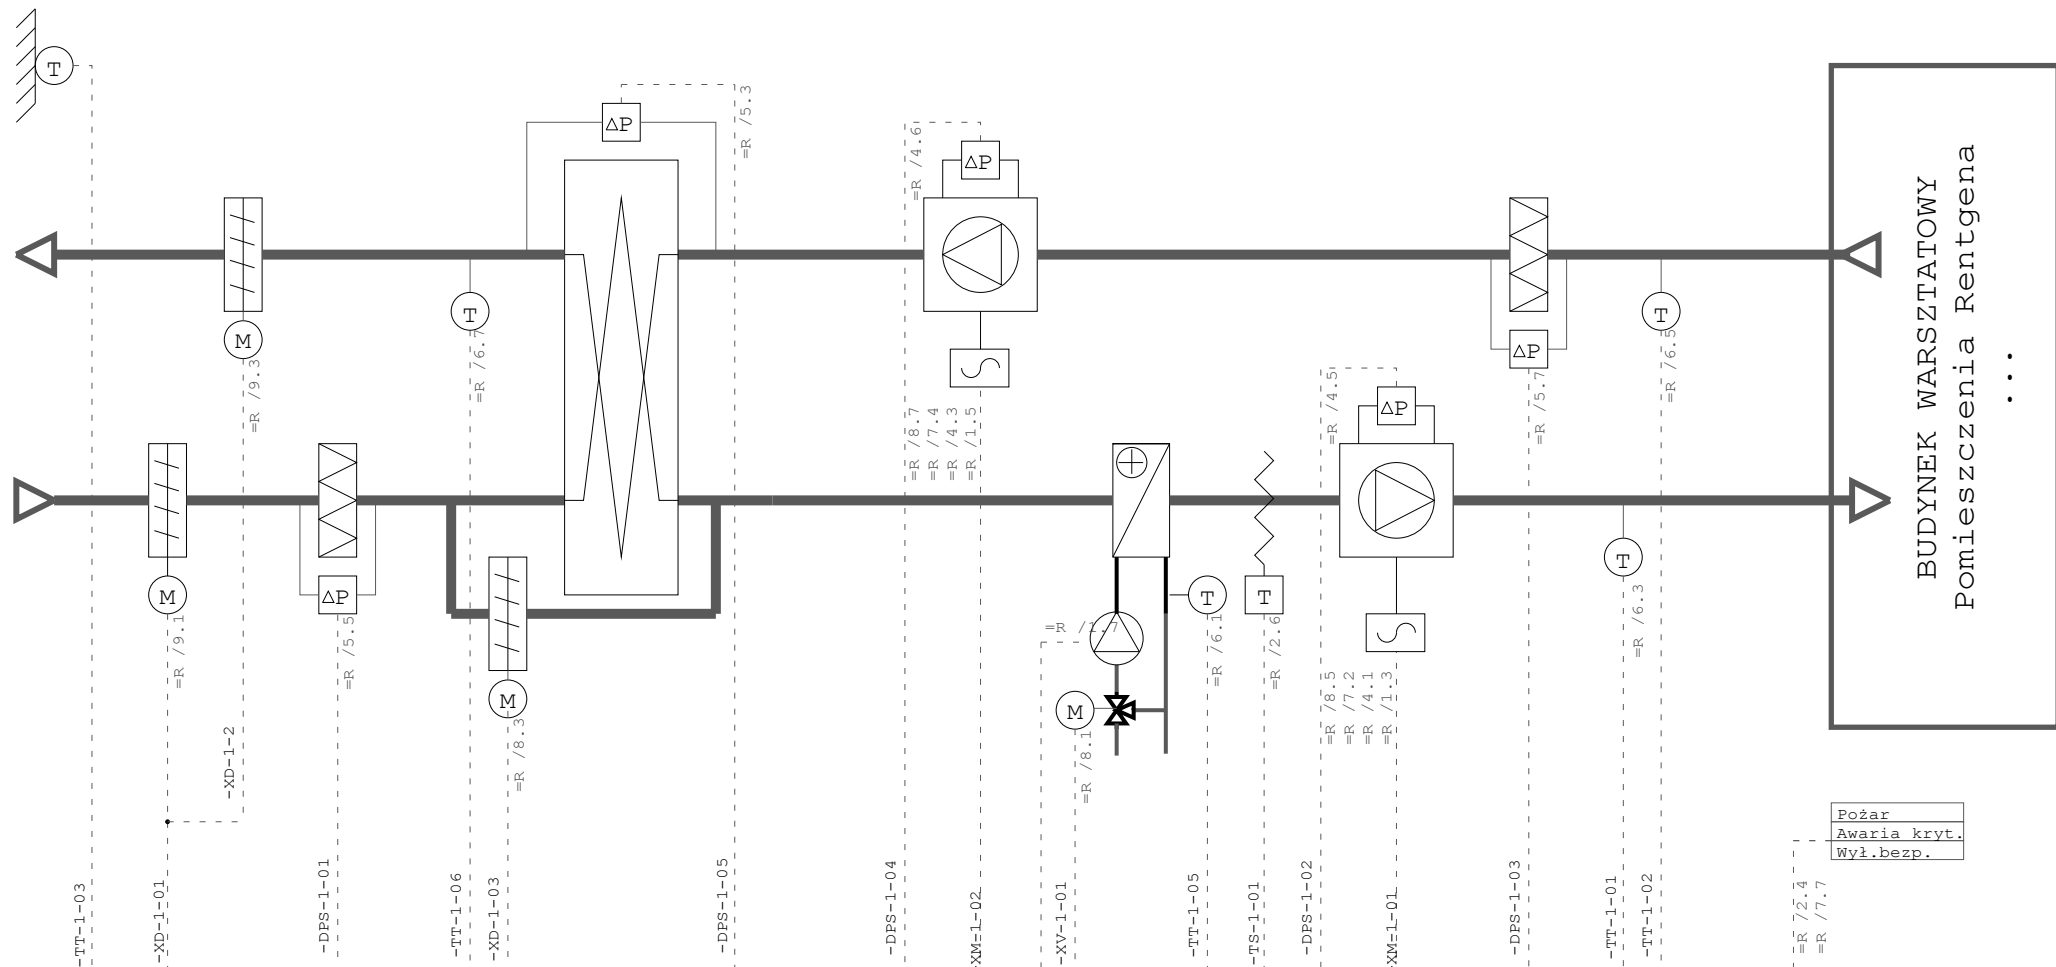 T
ΔP
=R /5.3
=R /4.6
ΔP
M
=R /9.3
T
=R /6.7
=R /8.7
=R /7.4
=R /4.3
=R /1.5
ΔP
=R /5.7
T
=R /6.5
BUDYNEK WARSZTATOWY
Pomieszczenia Rentgena
...
=R /4.5
ΔP
M
=R /9.1
ΔP
=R /5.5
M
=R /8.3
=R /1.7
M
=R /8.1
T
=R /6.1
T
=R /2.6
=R /8.5
=R /7.2
=R /4.1
=R /1.3
T
=R /6.3
-XD-1-2
Pożar
Awaria kryt.
Wył.bezp.
=R /2.4
=R /7.7
-TT-1-03
-XD-1-01
-DPS-1-01
-TT-1-06
-XD-1-03
-DPS-1-05
-DPS-1-04
-XM-1-02
-XV-1-01
-TT-1-05
-TS-1-01
-DPS-1-02
-XM-1-01
-DPS-1-03
-TT-1-01
-TT-1-02